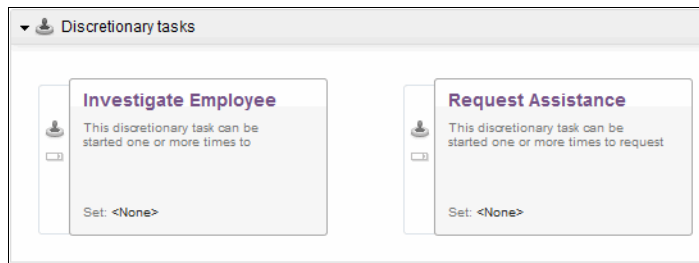 Discretionary tasks
Investigate Employee
This discretionary task can be
started one or more times to
Set: <None>
Request Assistance
This discretionary task can be
started one or more times to request
Set: <None>